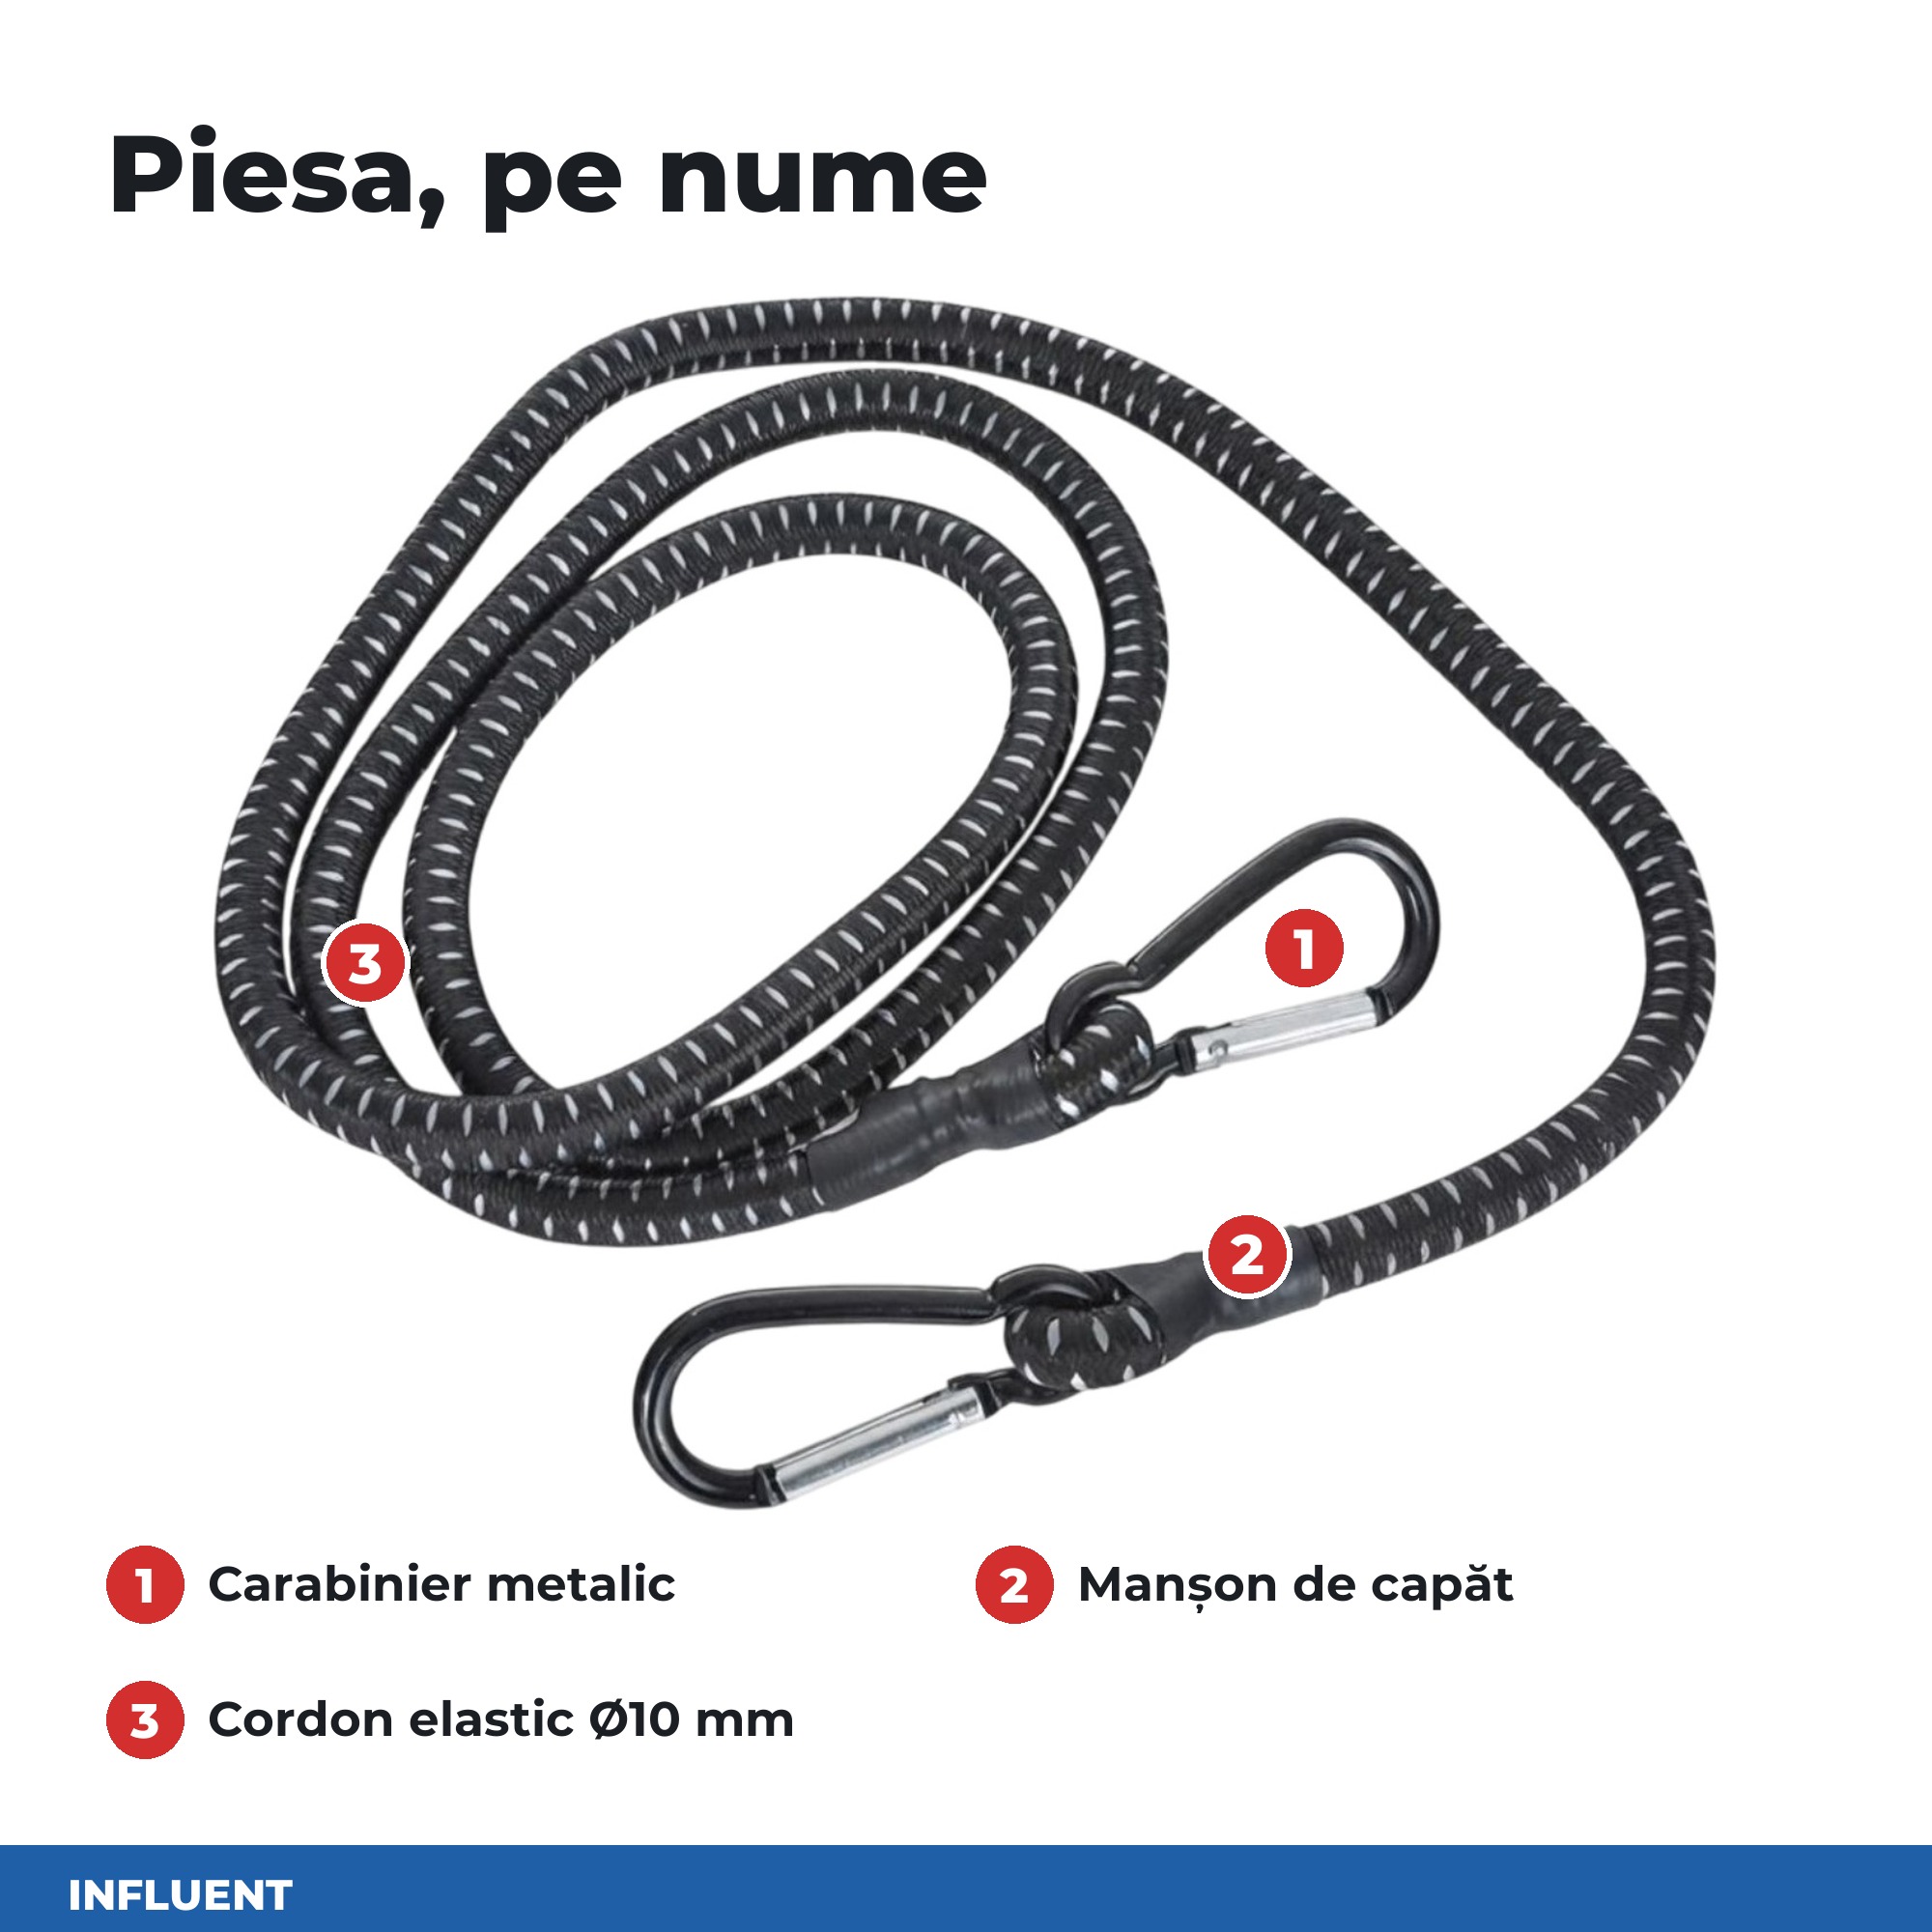 Piesa, pe nume
3
1
2
1 Carabinier metalic
2 Manșon de capăt
3 Cordon elastic Ø10 mm
INFLUENT